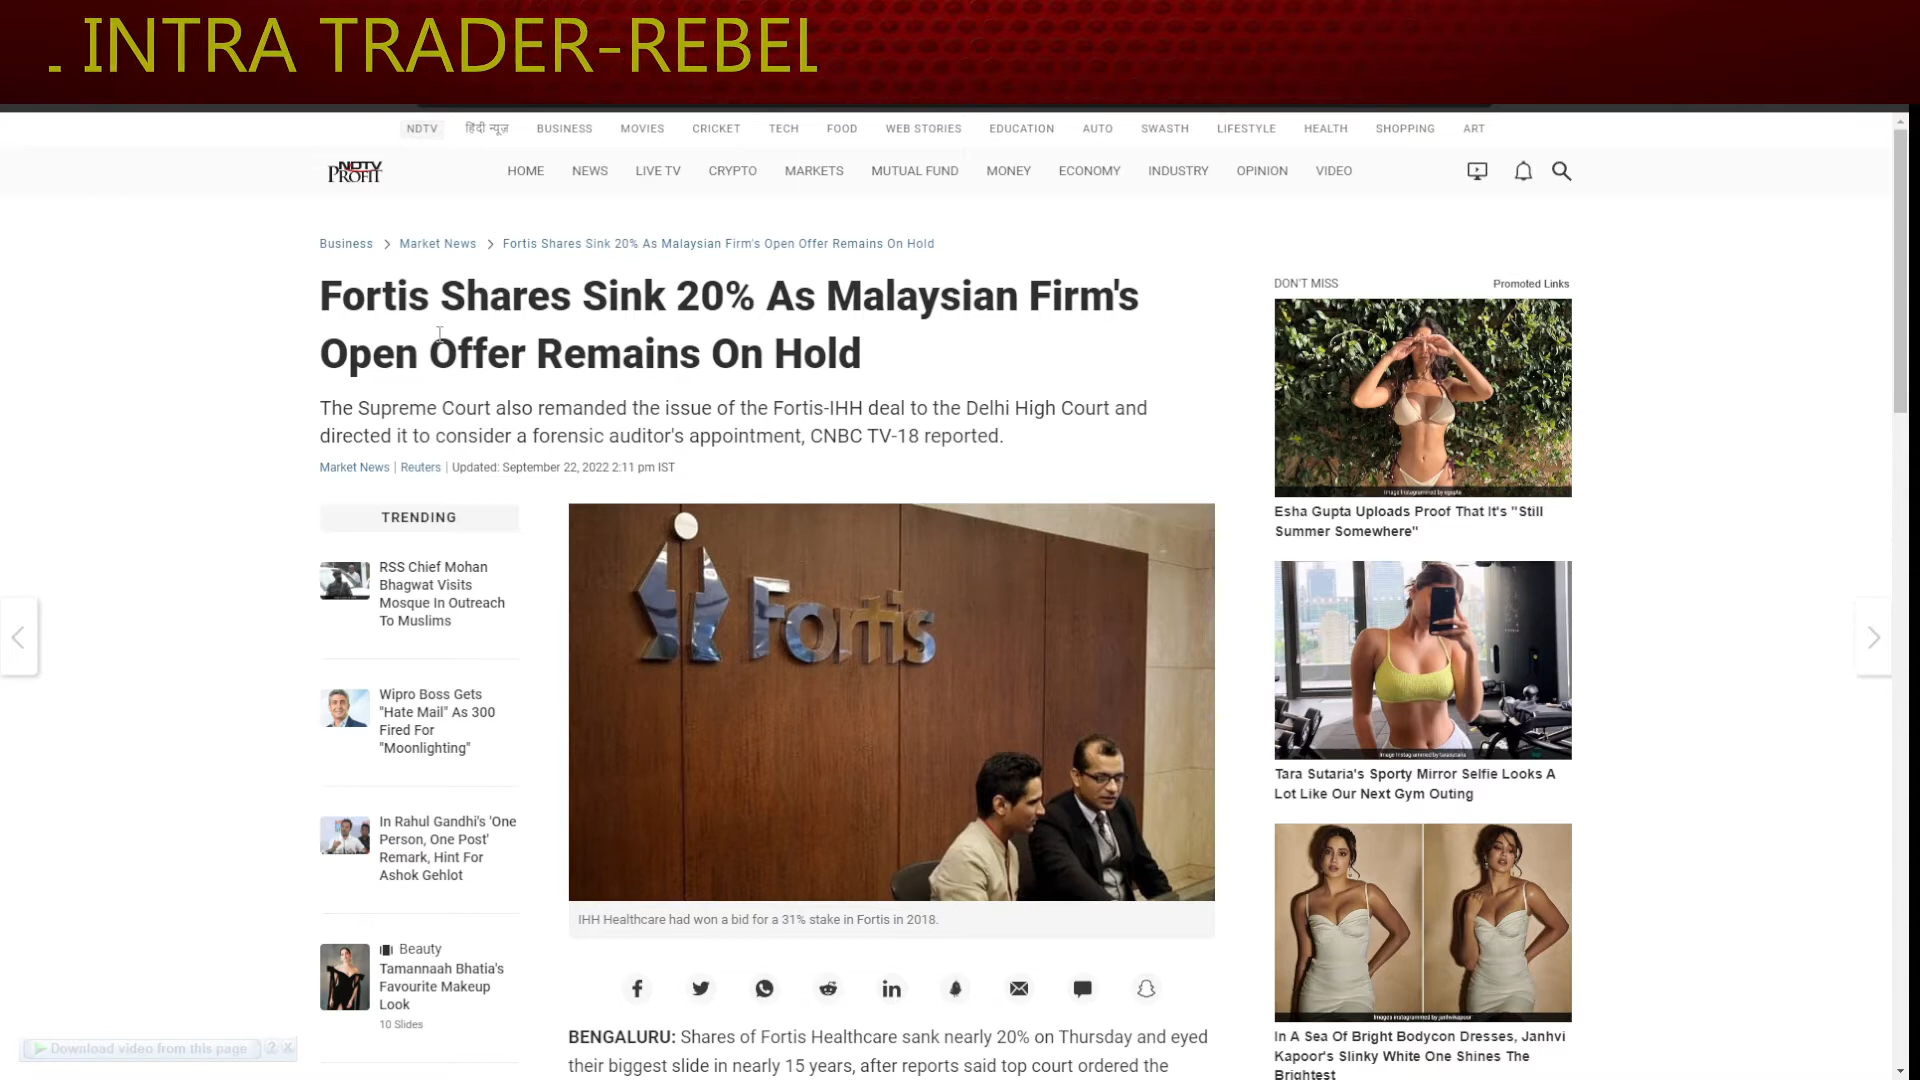 . INTRA TRADER-REBEL
NDTV हिंदी न्यूज़ BUSINESS MOVIES CRICKET TECH FOOD WEB STORIES EDUCATION AUTO SWASTH LIFESTYLE HEALTH SHOPPING ART
NDTV
PROFIT
HOME NEWS LIVE TV CRYPTO MARKETS MUTUAL FUND MONEY ECONOMY INDUSTRY OPINION VIDEO
Business > Market News > Fortis Shares Sink 20% As Malaysian Firm's Open Offer Remains On Hold
Fortis Shares Sink 20% As Malaysian Firm's
Open Offer Remains On Hold
The Supreme Court also remanded the issue of the Fortis-IHH deal to the Delhi High Court and
directed it to consider a forensic auditor's appointment, CNBC TV-18 reported.
Market News | Reuters | Updated: September 22, 2022 2:11 pm IST
TRENDING
RSS Chief Mohan
Bhagwat Visits
Mosque In Outreach
To Muslims
Wipro Boss Gets
"Hate Mail" As 300
Fired For
"Moonlighting"
In Rahul Gandhi's 'One
Person, One Post'
Remark, Hint For
Ashok Gehlot
Beauty
Tamannaah Bhatia's
Favourite Makeup
Look
10 Slides
Fortis
IHH Healthcare had won a bid for a 31% stake in Fortis in 2018.
BENGALURU: Shares of Fortis Healthcare sank nearly 20% on Thursday and eyed
their biggest slide in nearly 15 years, after reports said top court ordered the
DON'T MISS Promoted Links
Esha Gupta Uploads Proof That It's "Still
Summer Somewhere"
Tara Sutaria's Sporty Mirror Selfie Looks A
Lot Like Our Next Gym Outing
In A Sea Of Bright Bodycon Dresses, Janhvi
Kapoor's Slinky White One Shines The
Brightest
Download video from this page ? X